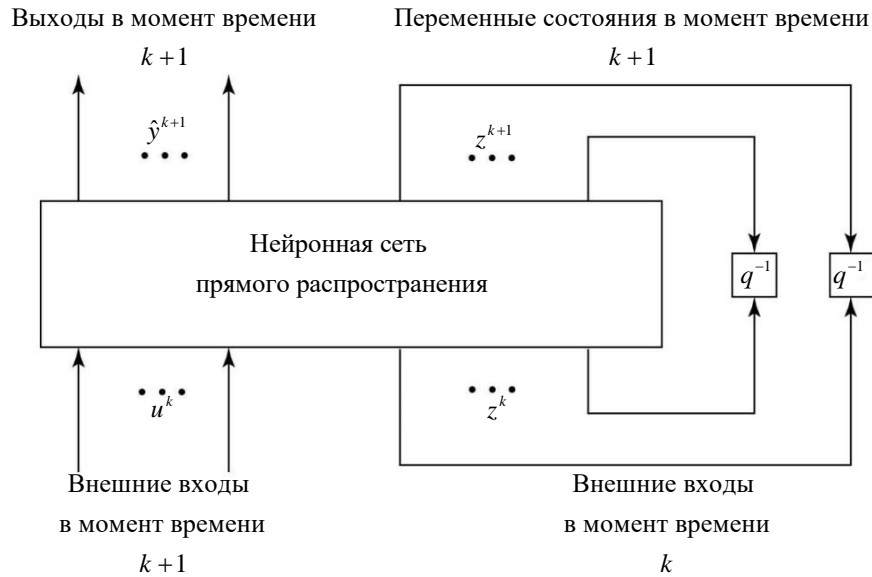 Выходы в момент времени
k + 1
Переменные состояния в момент времени
k + 1
ŷ^{k+1}
z^{k+1}
Нейронная сеть
прямого распространения
q^{−1}
q^{−1}
u^{k}
z^{k}
Внешние входы
в момент времени
k + 1
Внешние входы
в момент времени
k